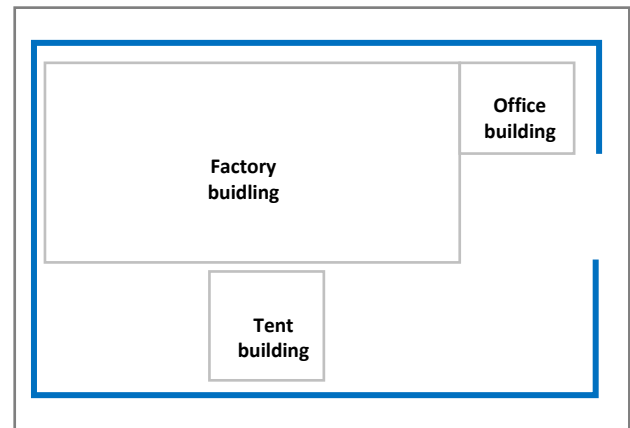 Office
building
Factory
buidling
Tent
building